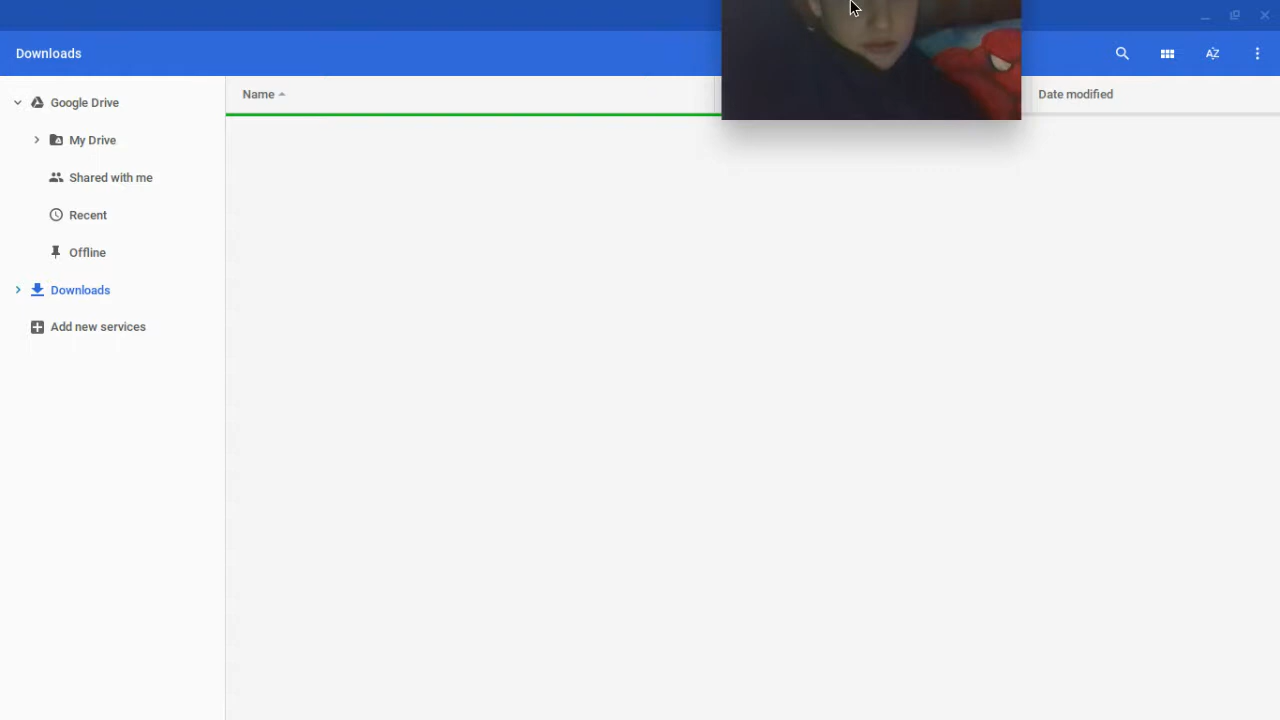 Downloads
Google Drive
Name
Date modified
My Drive
Shared with me
Recent
Offline
Downloads
Add new services